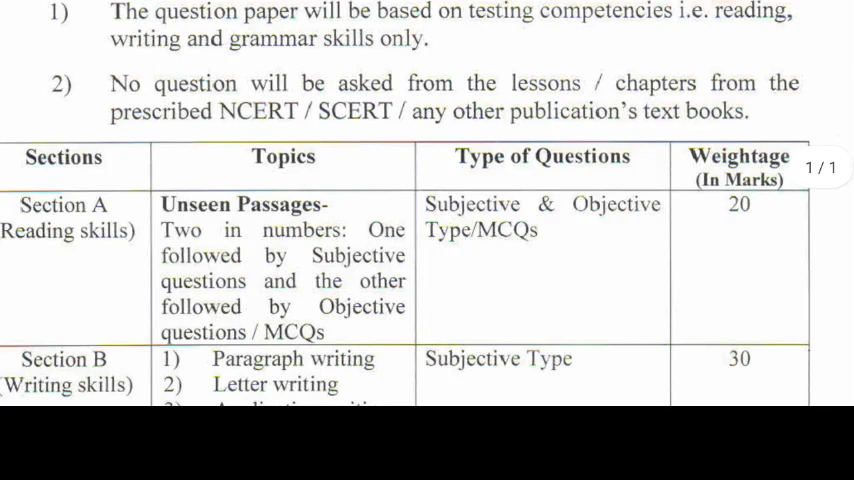 1) The question paper will be based on testing competencies i.e. reading,
writing and grammar skills only.
2) No question will be asked from the lessons / chapters from the
prescribed NCERT / SCERT / any other publication's text books.
Sections Topics Type of Questions Weightage
(In Marks)
1 / 1
Section A
Reading skills)
Unseen Passages-
Two in numbers: One
followed by Subjective
questions and the other
followed by Objective
questions / MCQs
Subjective & Objective
Type/MCQs
20
Section B
(Writing skills)
1) Paragraph writing
2) Letter writing
Subjective Type
30